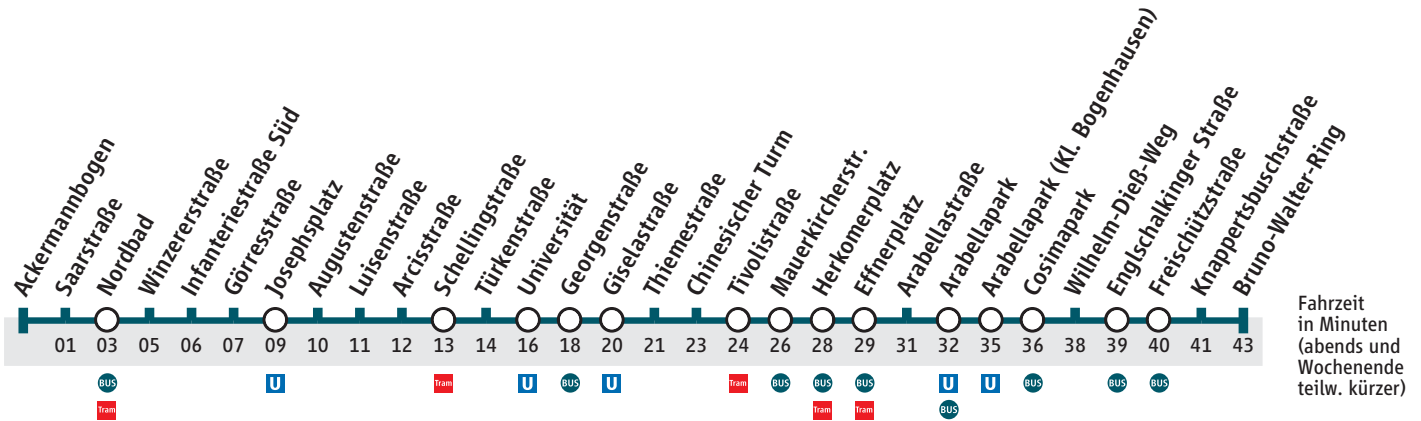 Ackermannbogen
Saarstraße
Nordbad
Winzererstraße
Infanteriestraße Süd
Görresstraße
Josephsplatz
Augustenstraße
Luisenstraße
Arcisstraße
Schellingstraße
Türkenstraße
Universität
Georgenstraße
Giselastraße
Thiemestraße
Chinesischer Turm
Tivolistraße
Mauerkircherstr.
Herkomerplatz
Effnerplatz
Arabellastraße
Arabellapark
Arabellapark (Kl. Bogenhausen)
Cosimapark
Wilhelm-Dieß-Weg
Englschalkinger Straße
Freischützstraße
Knappertsbuschstraße
Bruno-Walter-Ring
01 03 05 06 07 09 10 11 12 13 14 16 18 20 21 23 24 26 28 29 31 32 35 36 38 39 40 41 43
BUS U Tram U BUS U Tram BUS BUS BUS U U BUS BUS BUS
Tram Tram Tram BUS
Fahrzeit
in Minuten
(abends und
Wochenende
teilw. kürzer)